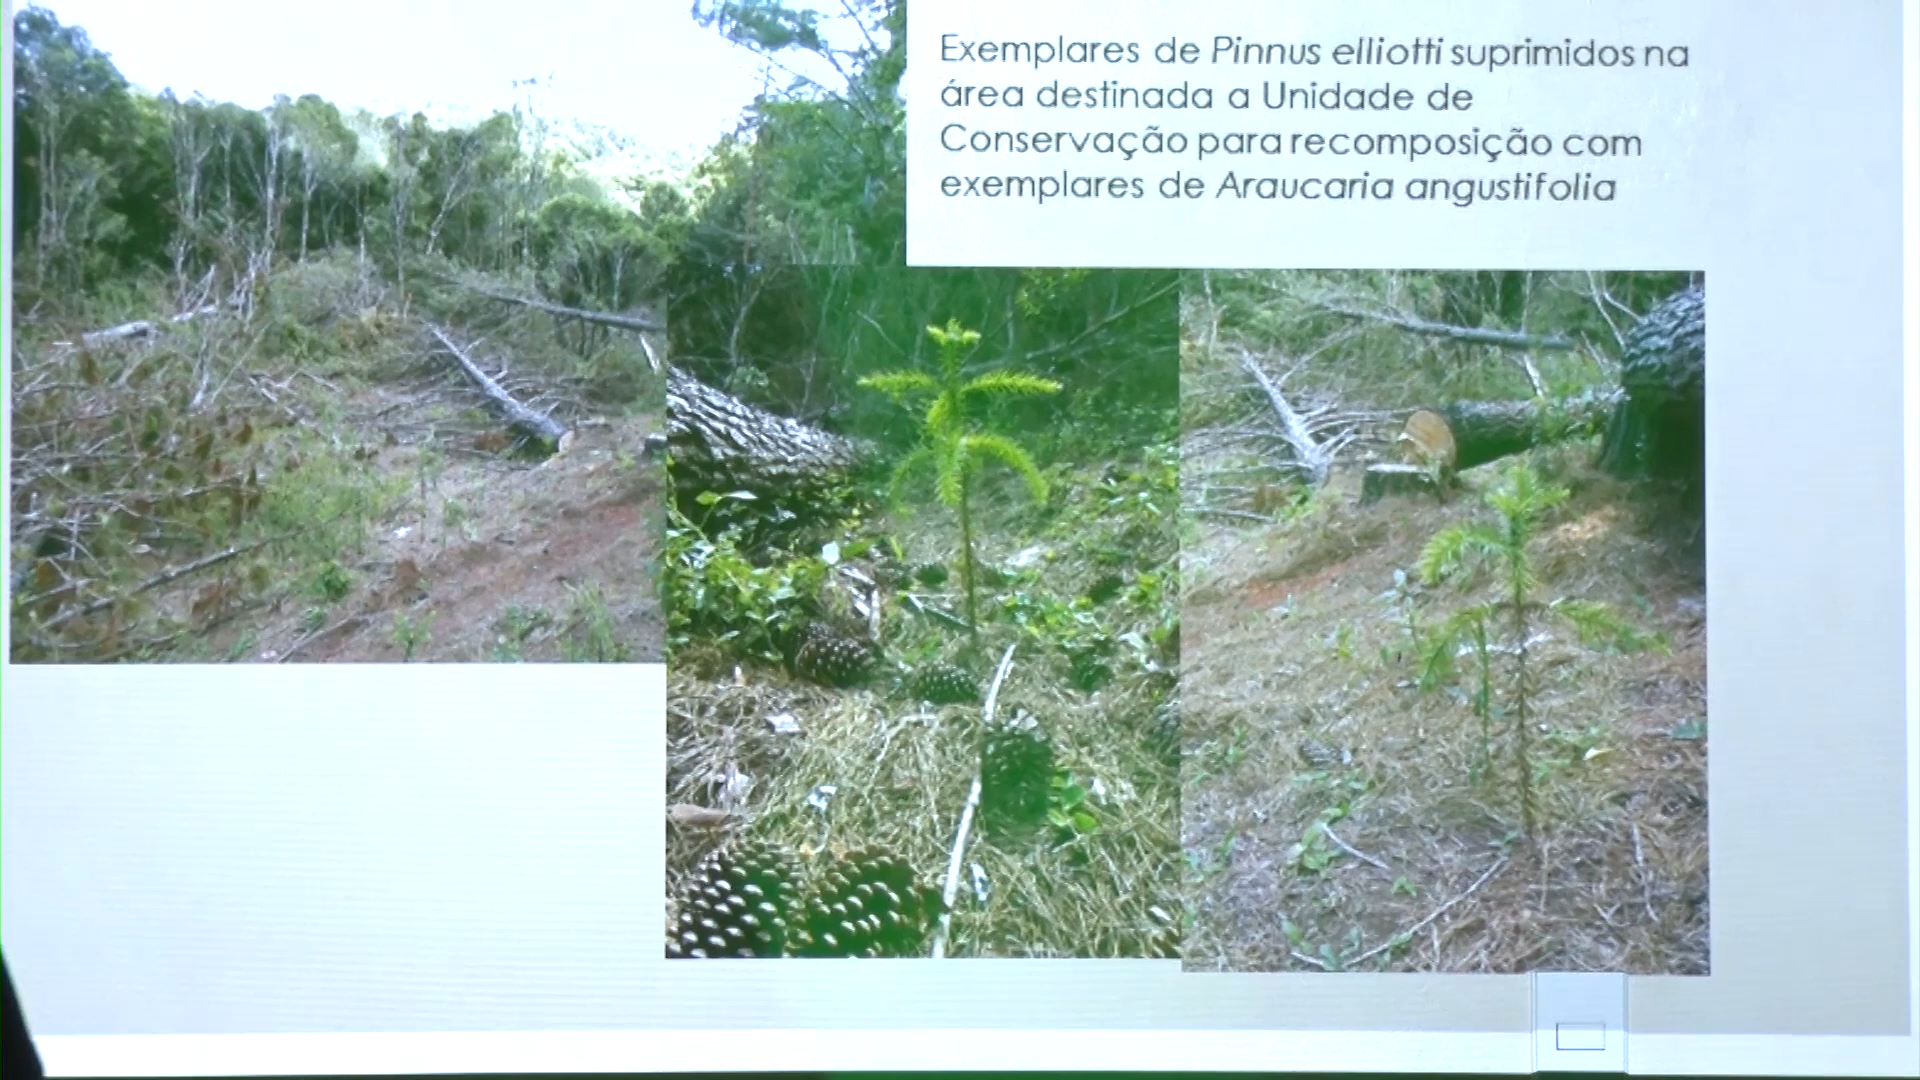 Exemplares de Pinnus elliotti suprimidos na
área destinada a Unidade de
Conservação para recomposição com
exemplares de Araucaria angustifolia